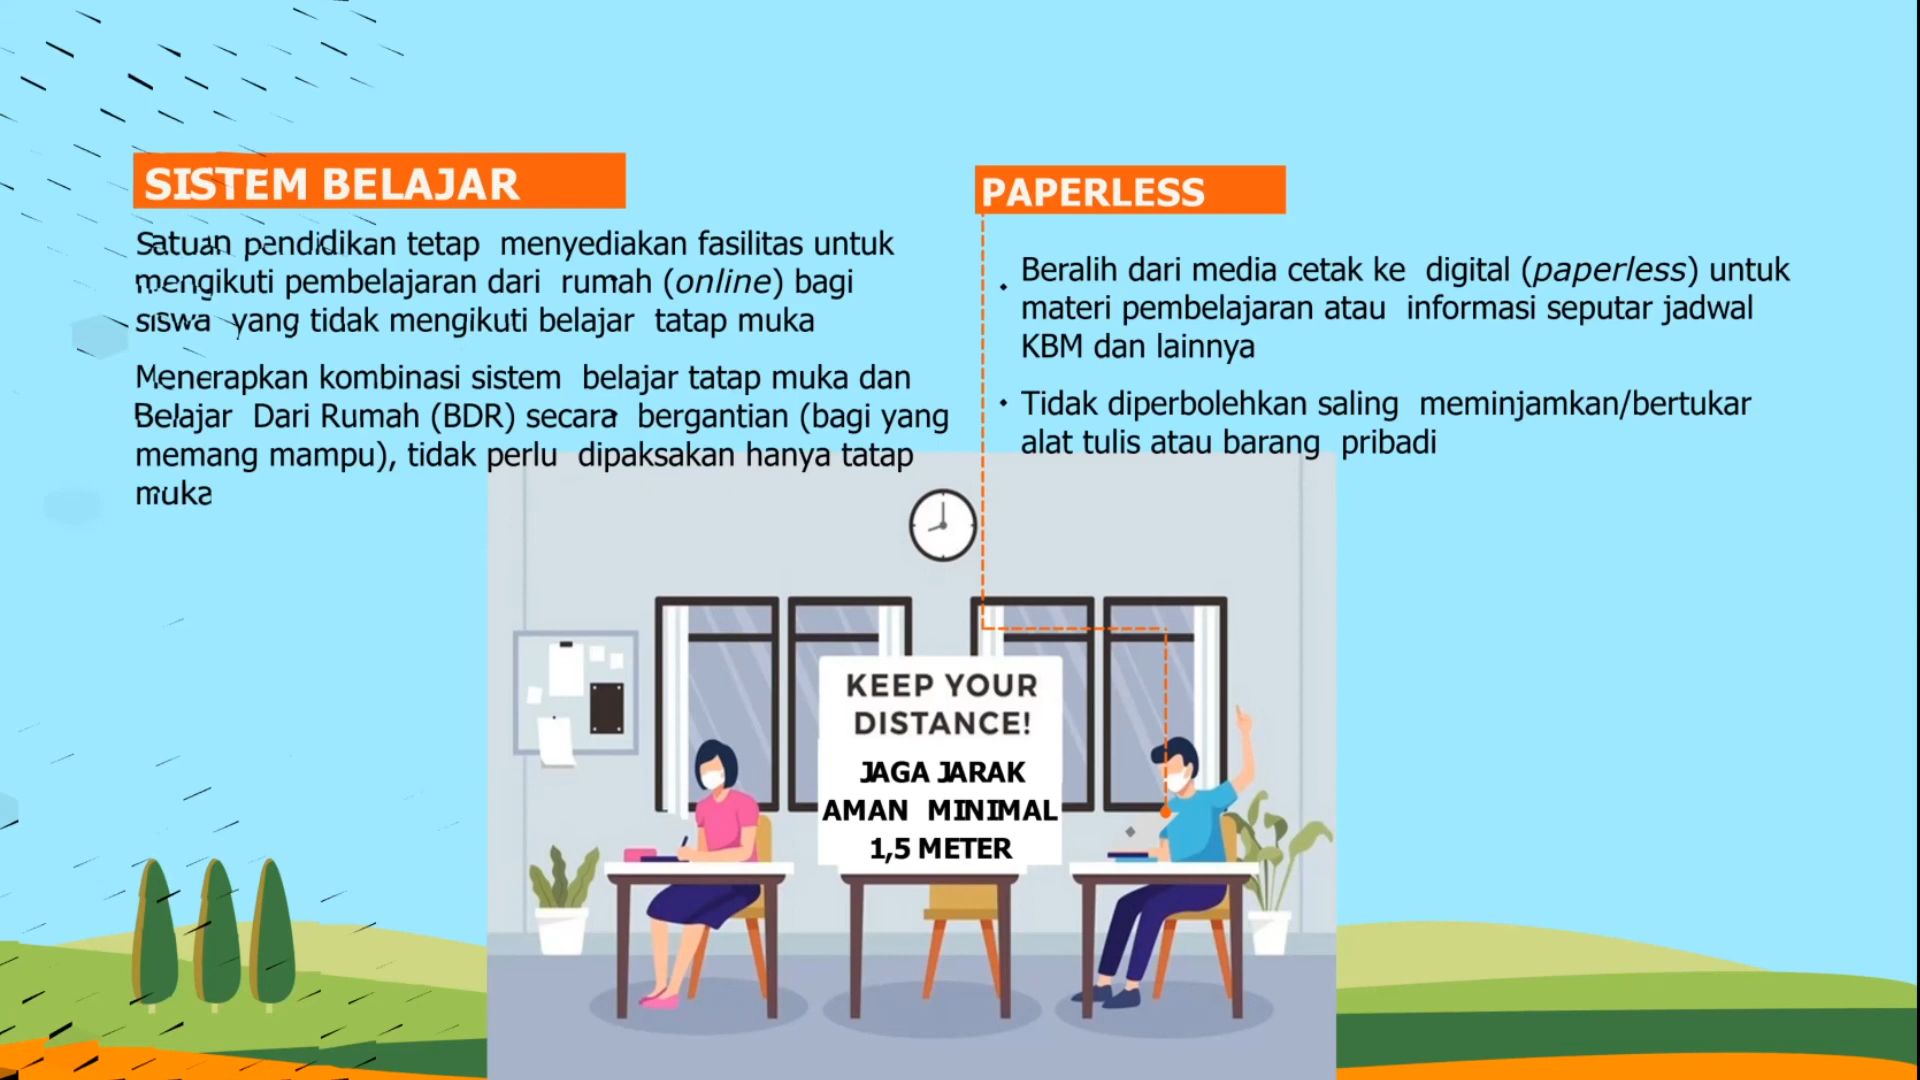 SISTEM BELAJAR
Satuan pendidikan tetap menyediakan fasilitas untuk
mengikuti pembelajaran dari rumah (online) bagi
siswa yang tidak mengikuti belajar tatap muka
Menerapkan kombinasi sistem belajar tatap muka dan
Belajar Dari Rumah (BDR) secara bergantian (bagi yang
memang mampu), tidak perlu dipaksakan hanya tatap
muka
PAPERLESS
Beralih dari media cetak ke digital (paperless) untuk
materi pembelajaran atau informasi seputar jadwal
KBM dan lainnya
Tidak diperbolehkan saling meminjamkan/bertukar
alat tulis atau barang pribadi
KEEP YOUR
DISTANCE!
JAGA JARAK
AMAN MINIMAL
1,5 METER